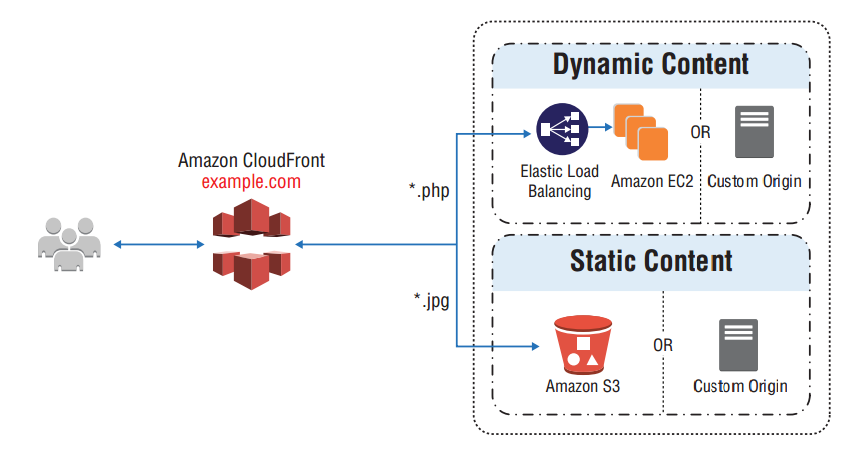 Dynamic Content
Amazon CloudFront
example.com
*.php
Elastic Load
Balancing
Amazon EC2
OR
Custom Origin
Static Content
*.jpg
Amazon S3
OR
Custom Origin